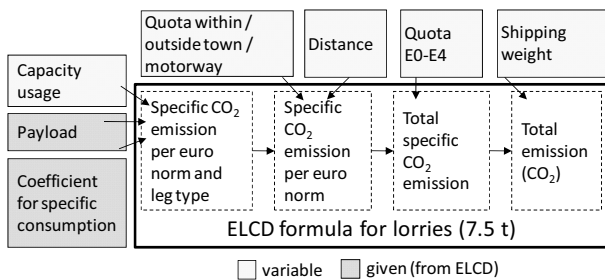 Quota within /
outside town /
motorway
Distance
Quota
E0-E4
Shipping
weight
Capacity
usage
Payload
Coefficient
for specific
consumption
Specific CO₂
emission
per euro
norm and
leg type
Specific
CO₂
emission
per euro
norm
Total
specific
CO₂
emission
Total
emission
(CO₂)
ELCD formula for lorries (7.5 t)
variable
given (from ELCD)